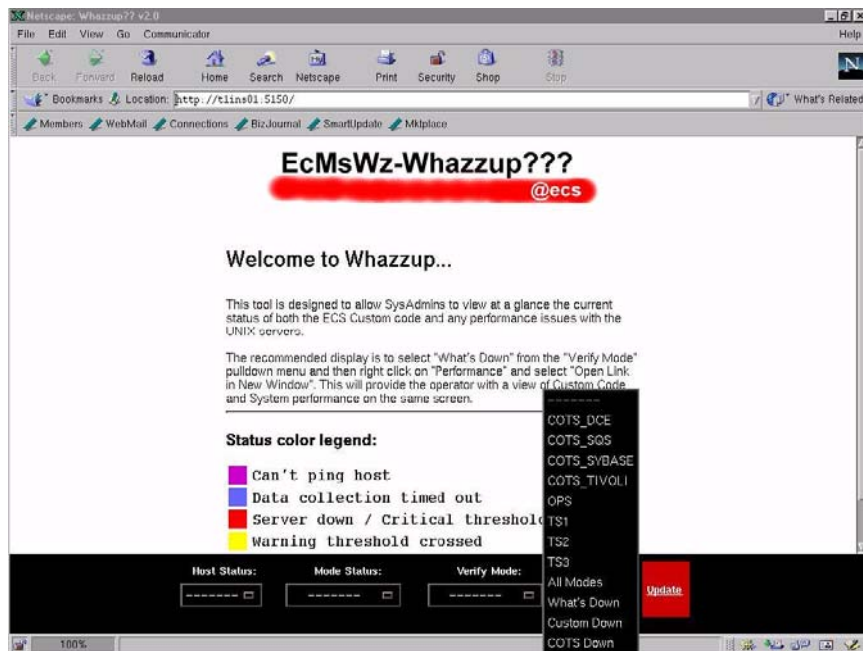 Netscape: Whazzup?? v2.0
File Edit View Go Communicator Help
Back Forward Reload Home Search Netscape Print Security Shop Stop
N
Bookmarks Location: http://tlins01:5150/ What's Related
Members WebMail Connections BizJournal SmartUpdate Mktplace
EcMsWz-Whazzup???
@ecs
Welcome to Whazzup...
This tool is designed to allow SysAdmins to view at a glance the current
status of both the ECS Custom code and any performance issues with the
UNIX servers.
The recommended display is to select "What's Down" from the "Verify Mode"
pulldown menu and then right click on "Performance" and select "Open Link
in New Window". This will provide the operator with a view of Custom Code
and System performance on the same screen.
Status color legend:
Can't ping host
Data collection timed out
Server down / Critical threshold
Warning threshold crossed
Host Status: Mode Status: Verify Mode:
------- ------- -------
-------
COTS_DCE
COTS_SQS
COTS_SYBASE
COTS_TIVOLI
OPS
TS1
TS2
TS3
All Modes
What's Down
Custom Down
COTS Down
Update
100%